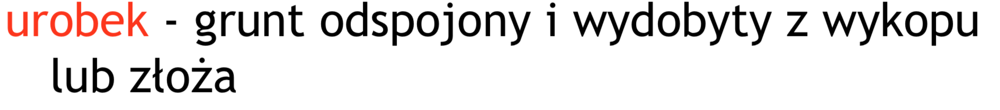 urobek - grunt odspojony i wydobyty z wykopu
lub złoża